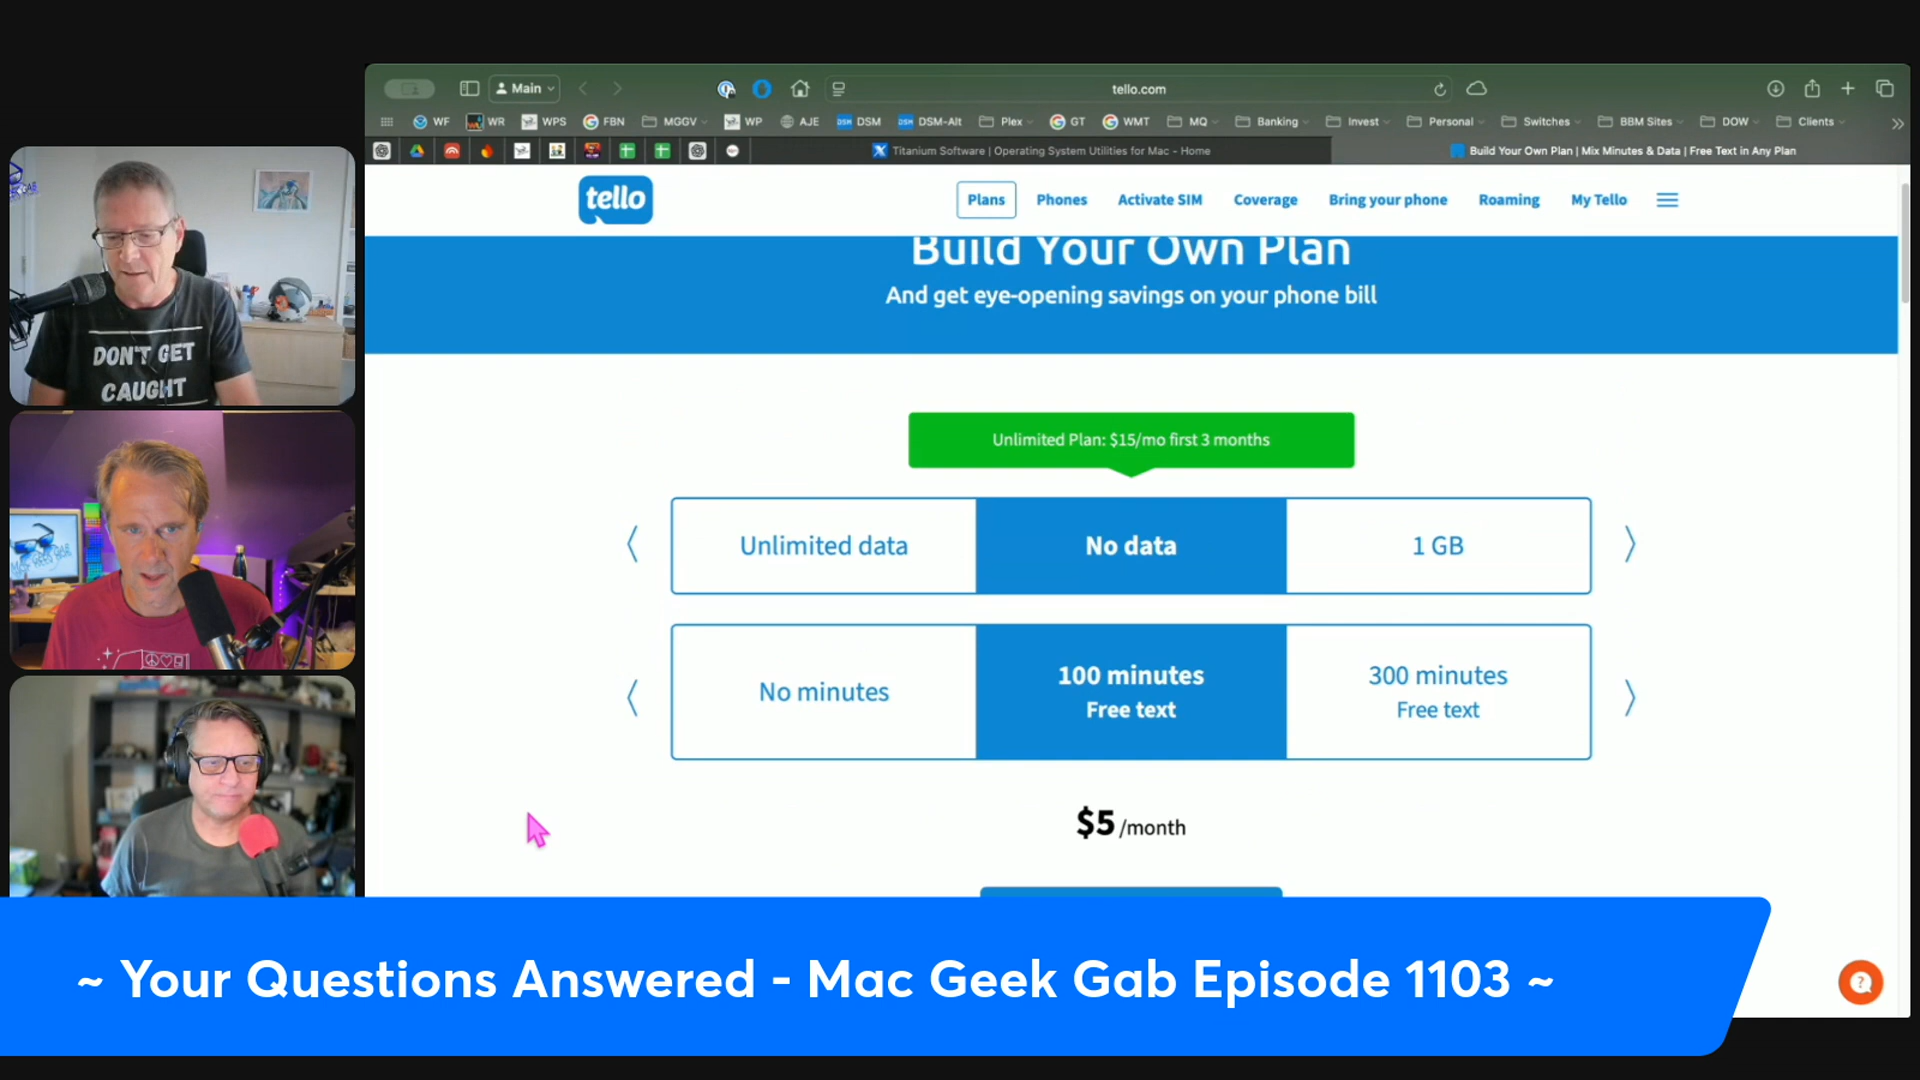 Main
tello.com
WF WR WPS FBN MGGV WP AJE DSM DSM-Alt Plex GT WMT MQ Banking Invest Personal Switches BBM Sites DOW Clients
Titanium Software | Operating System Utilities for Mac - Home
Build Your Own Plan | Mix Minutes & Data | Free Text in Any Plan
tello
Plans Phones Activate SIM Coverage Bring your phone Roaming My Tello
Build Your Own Plan
And get eye-opening savings on your phone bill
Unlimited Plan: $15/mo first 3 months
Unlimited data No data 1 GB
No minutes
100 minutes
Free text
300 minutes
Free text
$5 /month
DON'T GET
CAUGHT
~ Your Questions Answered - Mac Geek Gab Episode 1103 ~